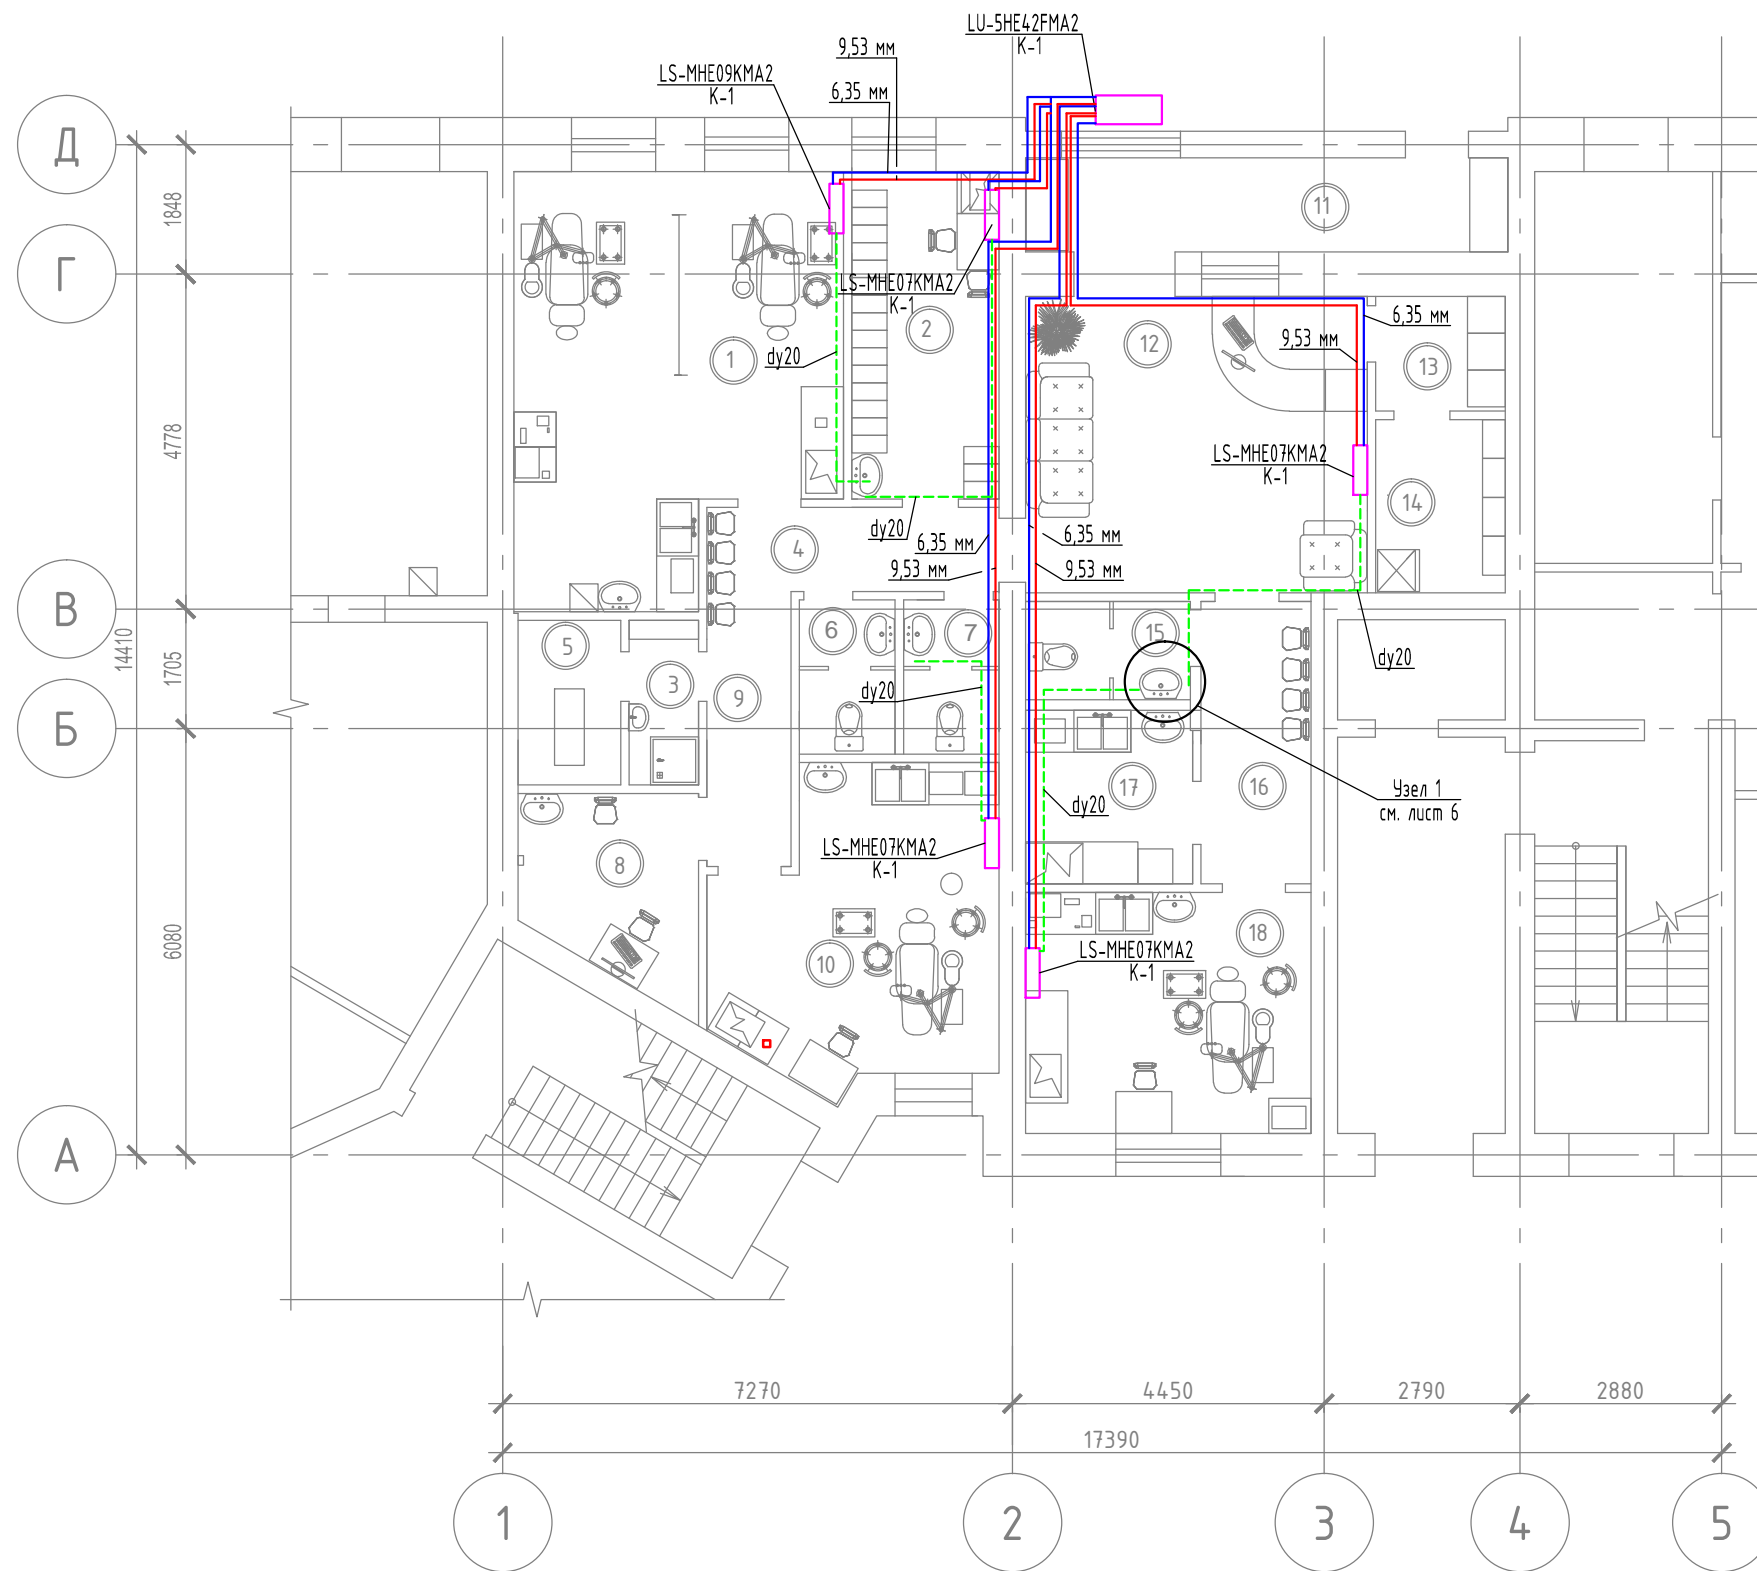 LU-5HE42FMA2
K-1
9,53 мм
LS-MHE09KMA2
K-1
6,35 мм
Д
1848
11
Г
LS-MHE07KMA2
K-1
6,35 мм
2
12
9,53 мм
1
dy20
13
4778
LS-MHE07KMA2
K-1
14
dy20
6,35 мм
6,35 мм
4
9,53 мм
9,53 мм
В
6
7
15
14410
5
1705
dy20
3
9
dy20
Б
17
16
Узел 1
см. лист 6
dy20
LS-MHE07KMA2
K-1
8
6080
18
10
LS-MHE07KMA2
K-1
А
7270
4450
2790
2880
17390
1
2
3
4
5